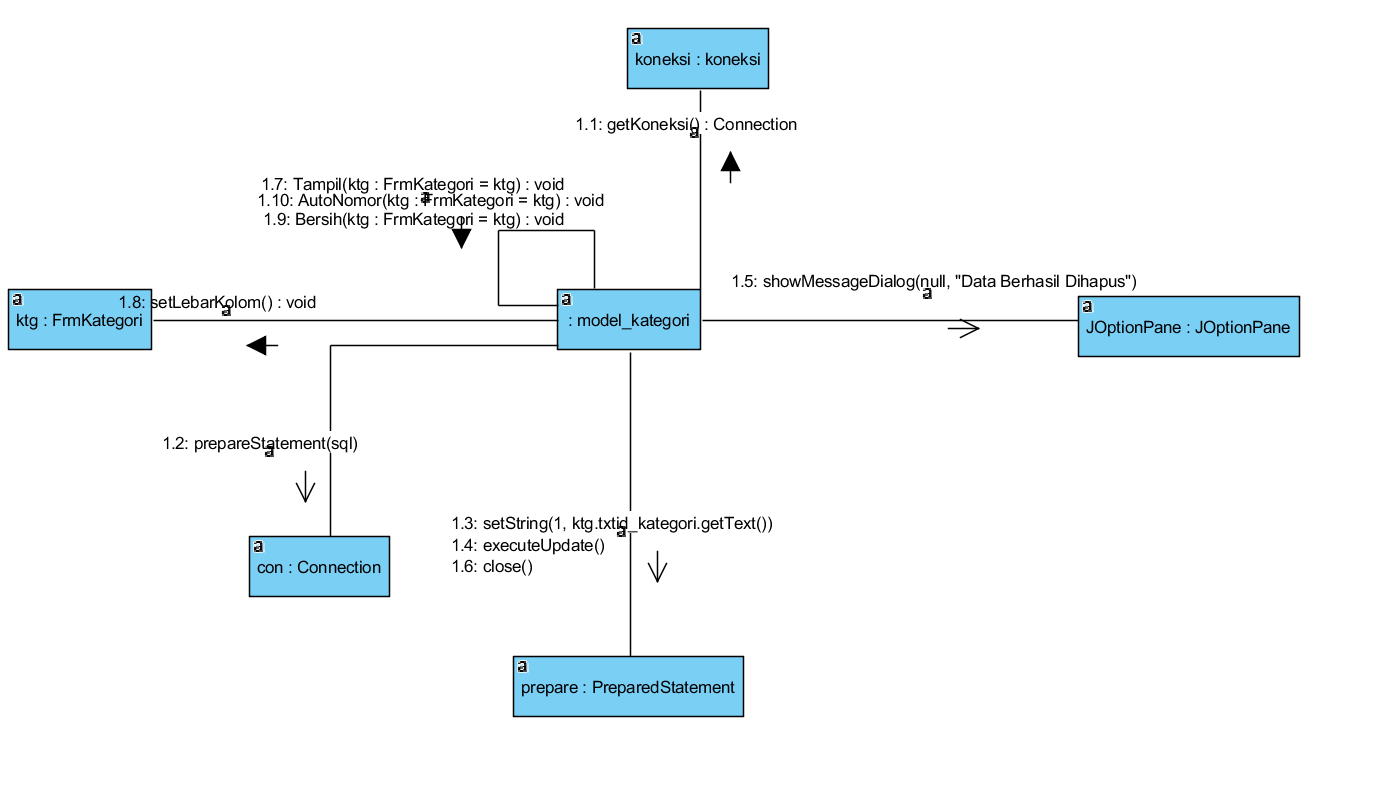 a
koneksi : koneksi
1.1: getKoneksi() : Connection
a
1.7: Tampil(ktg : FrmKategori = ktg) : void
a
1.10: AutoNomor(ktg : FrmKategori = ktg) : void
1.9: Bersih(ktg : FrmKategori = ktg) : void
1.5: showMessageDialog(null, "Data Berhasil Dihapus")
a
a
ktg : FrmKategori
1.8: setLebarKolom() : void
a
a
: model_kategori
a
JOptionPane : JOptionPane
1.2: prepareStatement(sql)
a
1.3: setString(1, ktg.txtid_kategori.getText())
a
1.4: executeUpdate()
1.6: close()
a
con : Connection
a
prepare : PreparedStatement